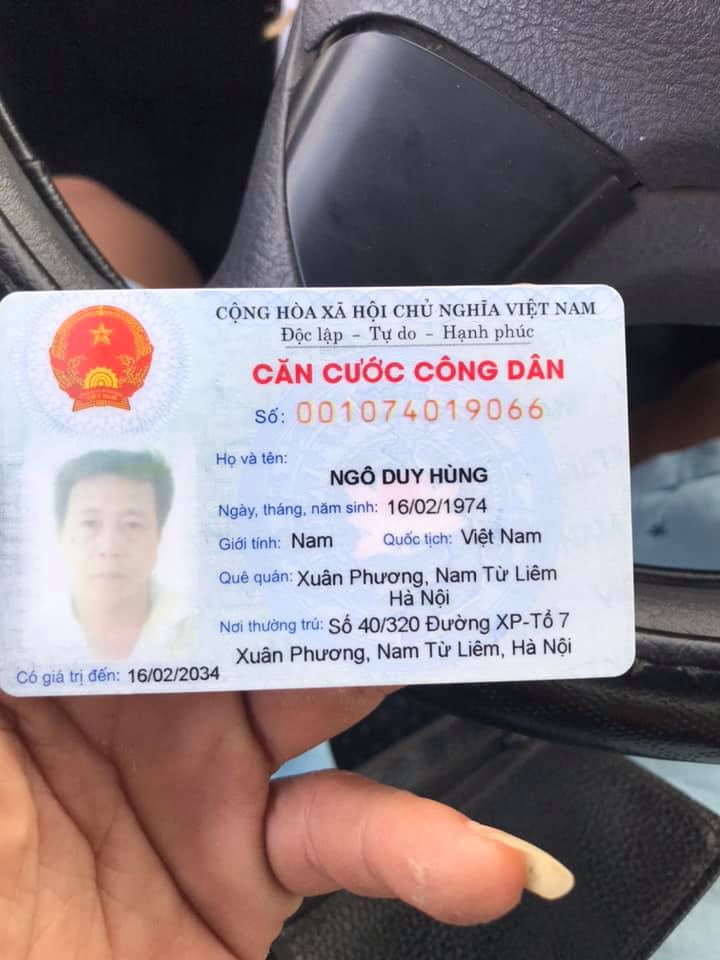 CỘNG HÒA XÃ HỘI CHỦ NGHĨA VIỆT NAM
Độc lập - Tự do - Hạnh phúc
CĂN CƯỚC CÔNG DÂN
Số: 001074019066
Họ và tên:
NGÔ DUY HÙNG
Ngày, tháng, năm sinh: 16/02/1974
Giới tính: Nam Quốc tịch: Việt Nam
Quê quán: Xuân Phương, Nam Từ Liêm
Hà Nội
Nơi thường trú: Số 40/320 Đường XP-Tổ 7
Xuân Phương, Nam Từ Liêm, Hà Nội
Có giá trị đến: 16/02/2034